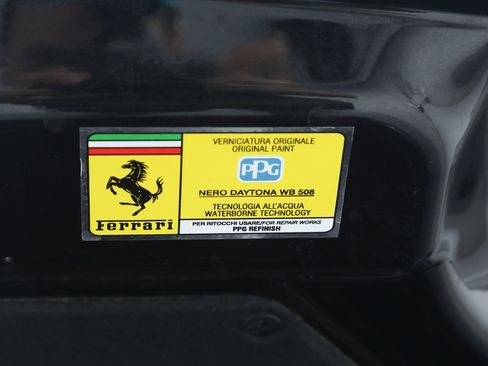 VERNICIATURA ORIGINALE
ORIGINAL PAINT
PPG
NERO DAYTONA WB 508
TECNOLOGIA ALL'ACQUA
WATERBORNE TECHNOLOGY
Ferrari
PER RITOCCHI USARE/FOR REPAIR WORKS
PPG REFINISH